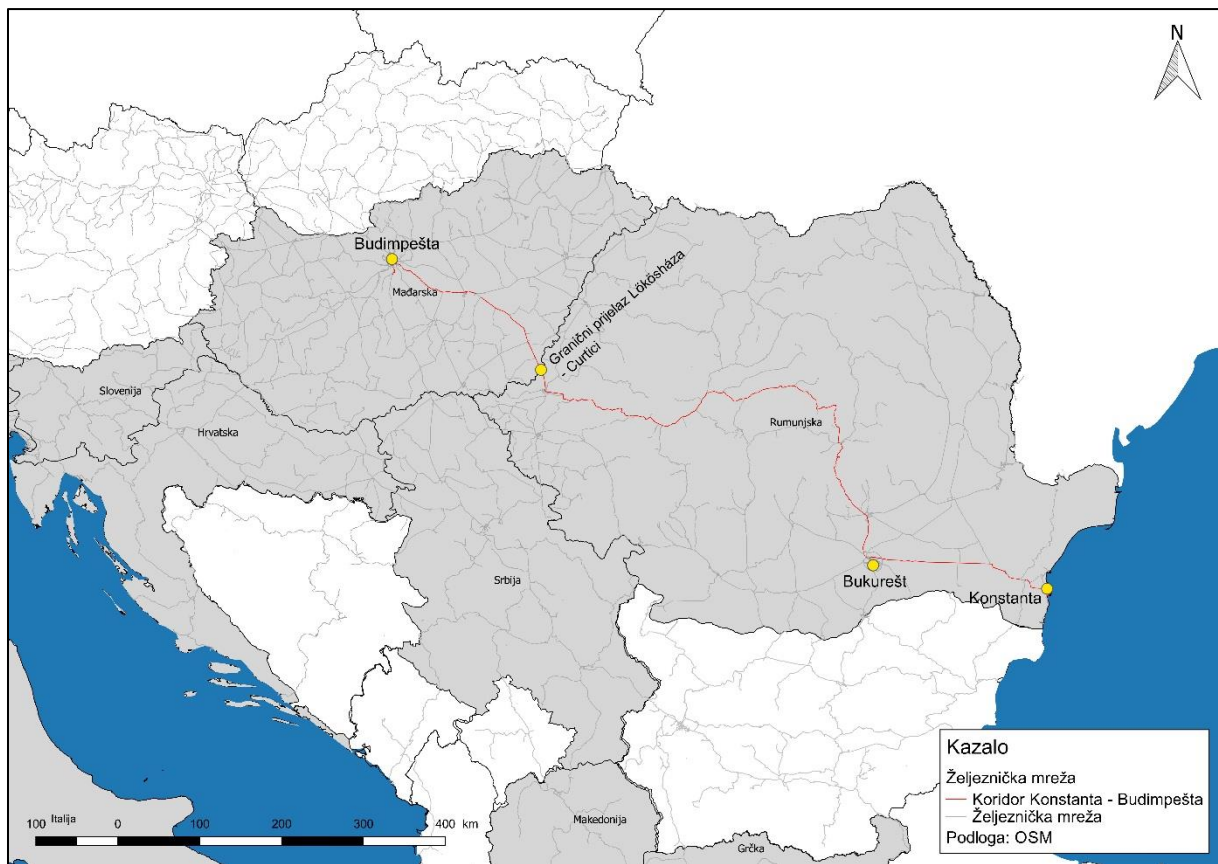 N
Budimpešta
Mađarska
Granični prijelaz Lökösháza
- Curtici
Slovenija
Hrvatska
Rumunjska
Srbija
Bukurešt
Konstanta
Kazalo
Željeznička mreža
Koridor Konstanta - Budimpešta
Željeznička mreža
Podloga: OSM
Italija
100 0 100 200 300 400 km
Makedonija
Grčka